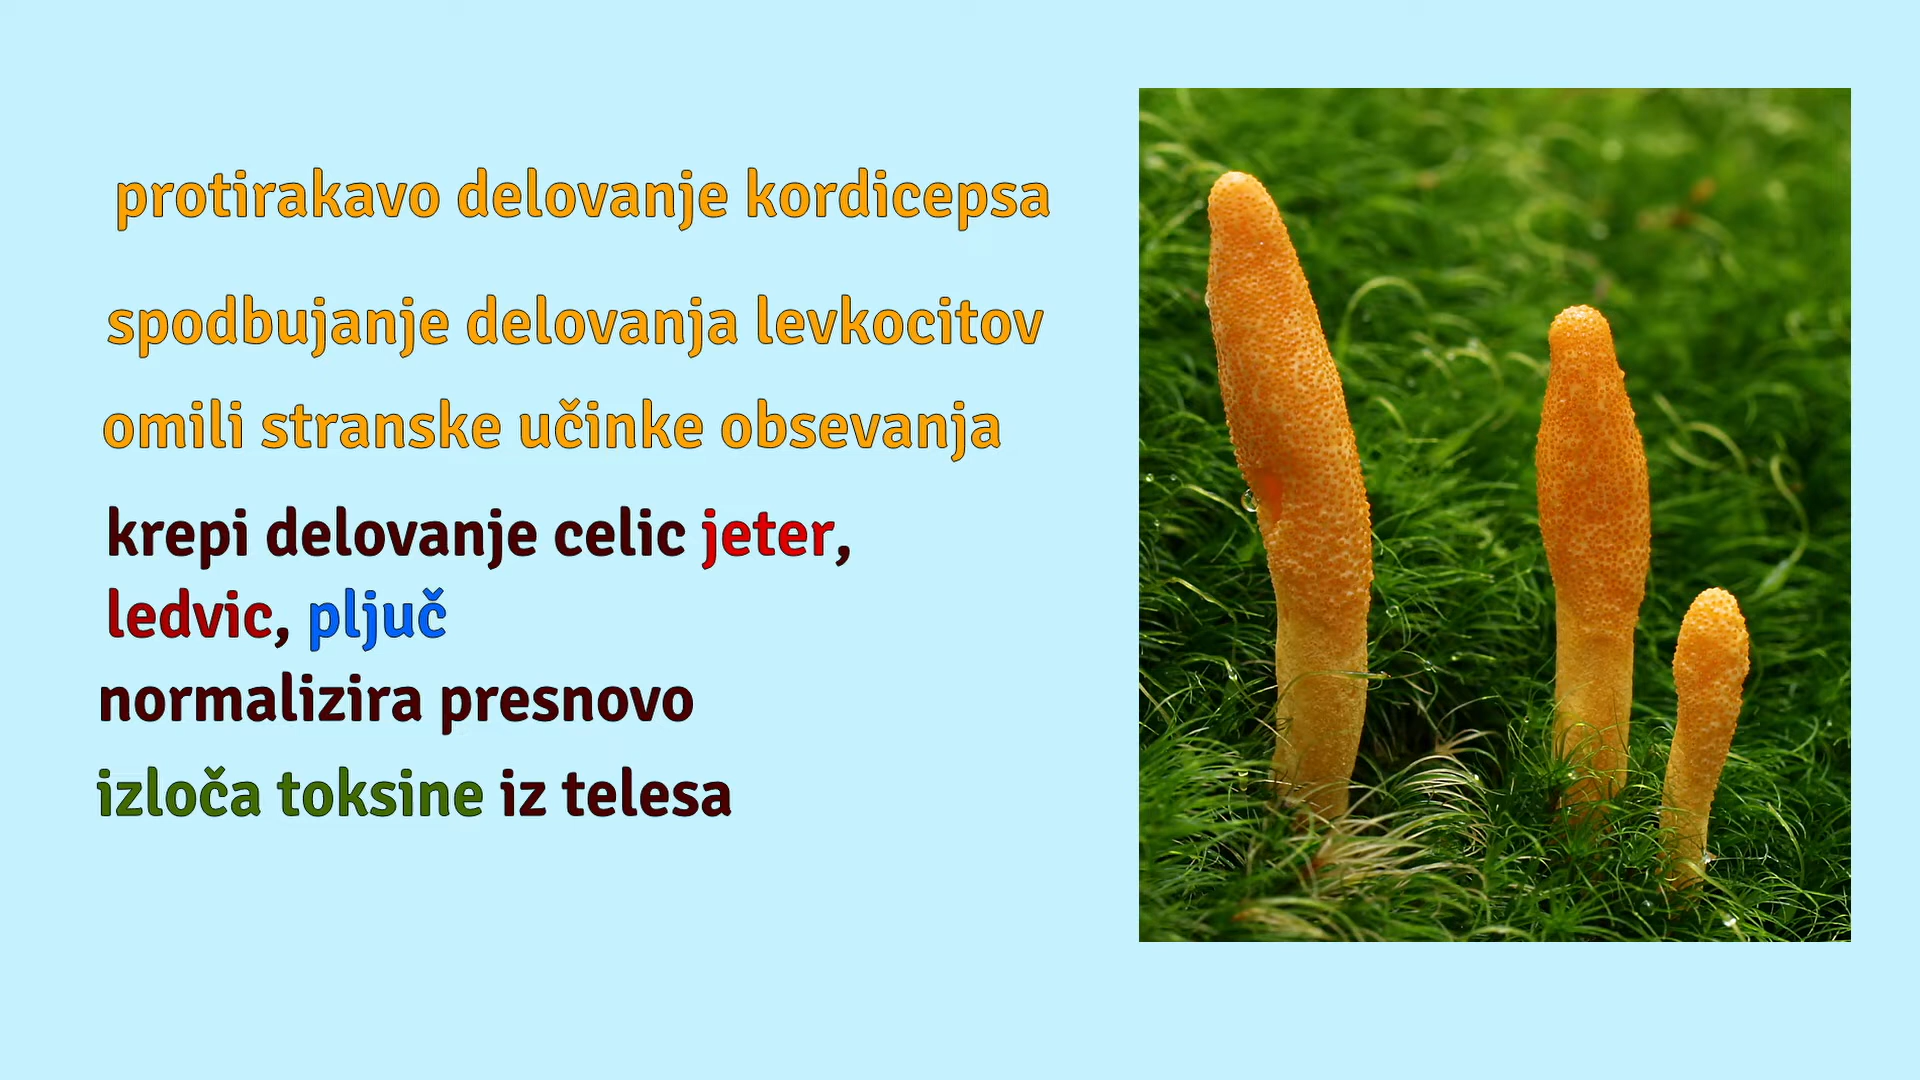 protirakavo delovanje kordicepsa
spodbujanje delovanja levkocitov
omili stranske učinke obsevanja
krepi delovanje celic jeter,
ledvic, pljuč
normalizira presnovo
izloča toksine iz telesa